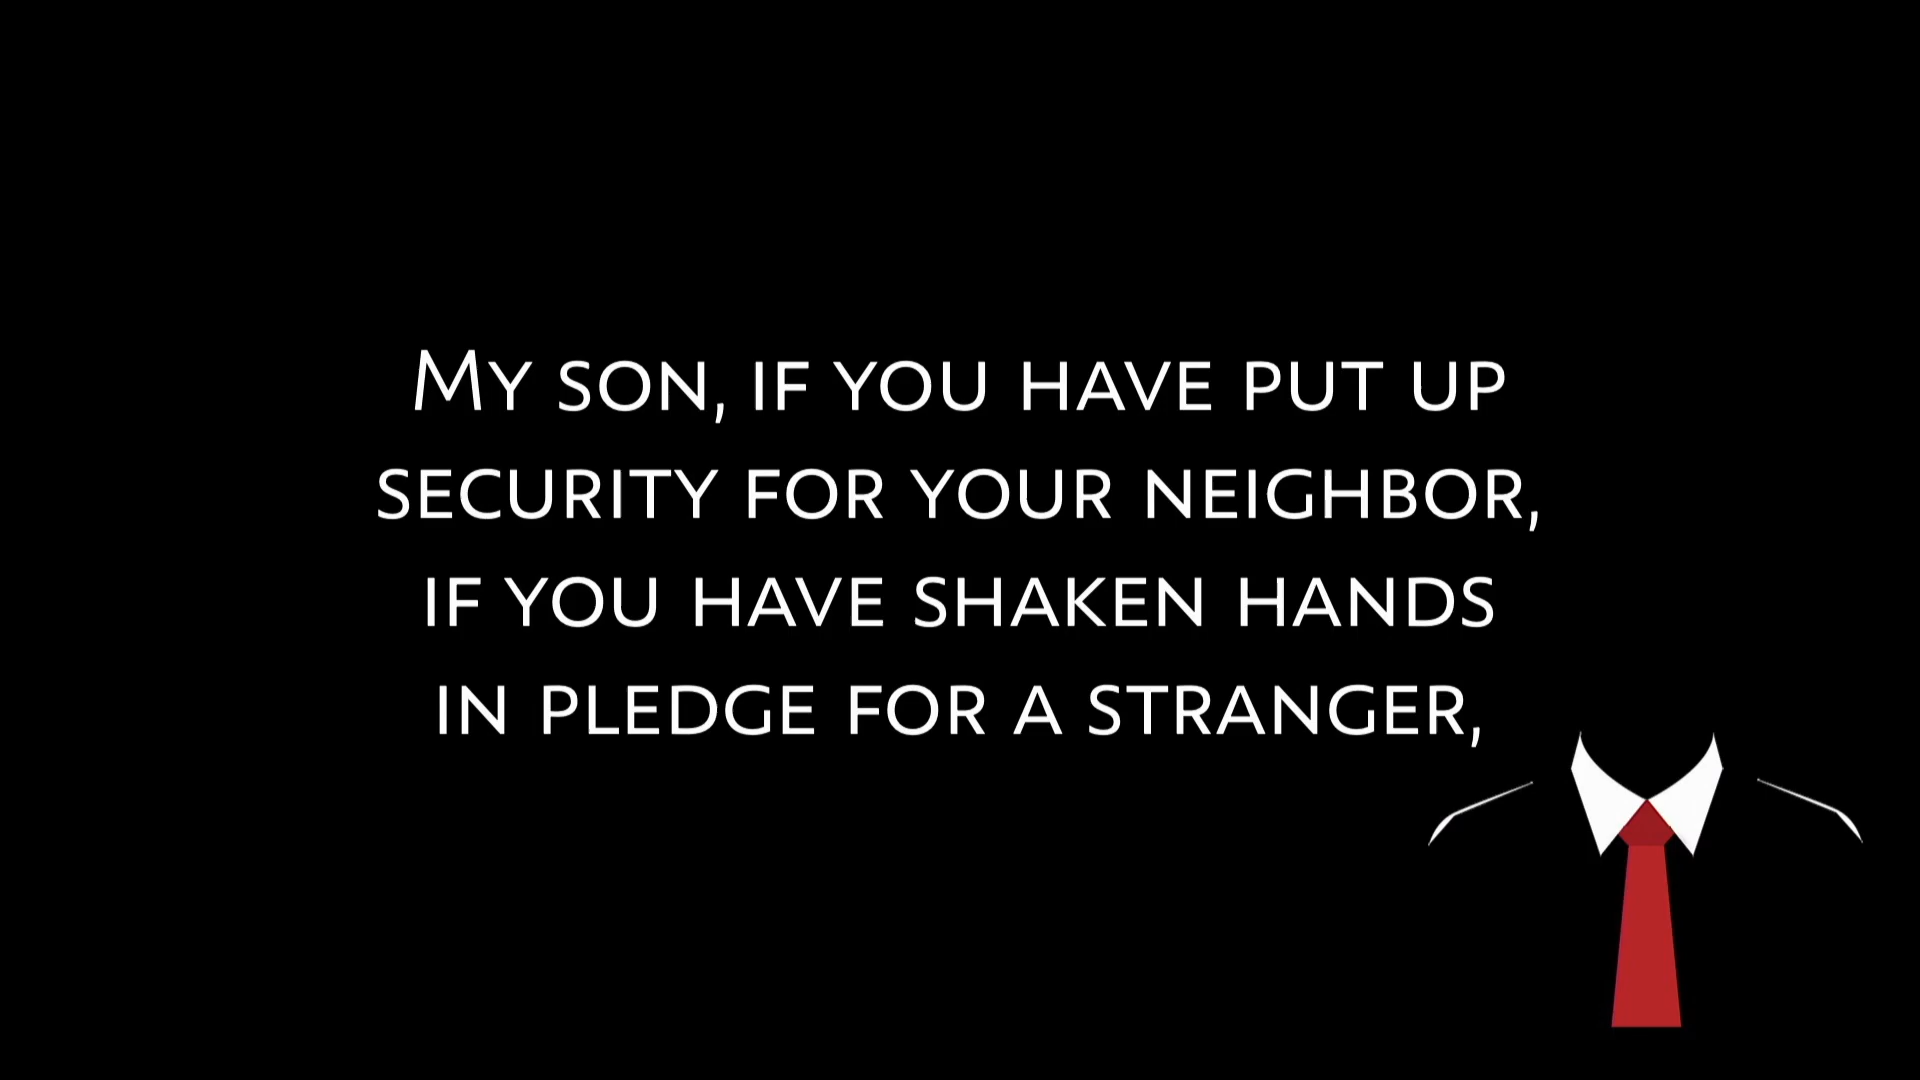 My son, if you have put up
security for your neighbor,
if you have shaken hands
in pledge for a stranger,